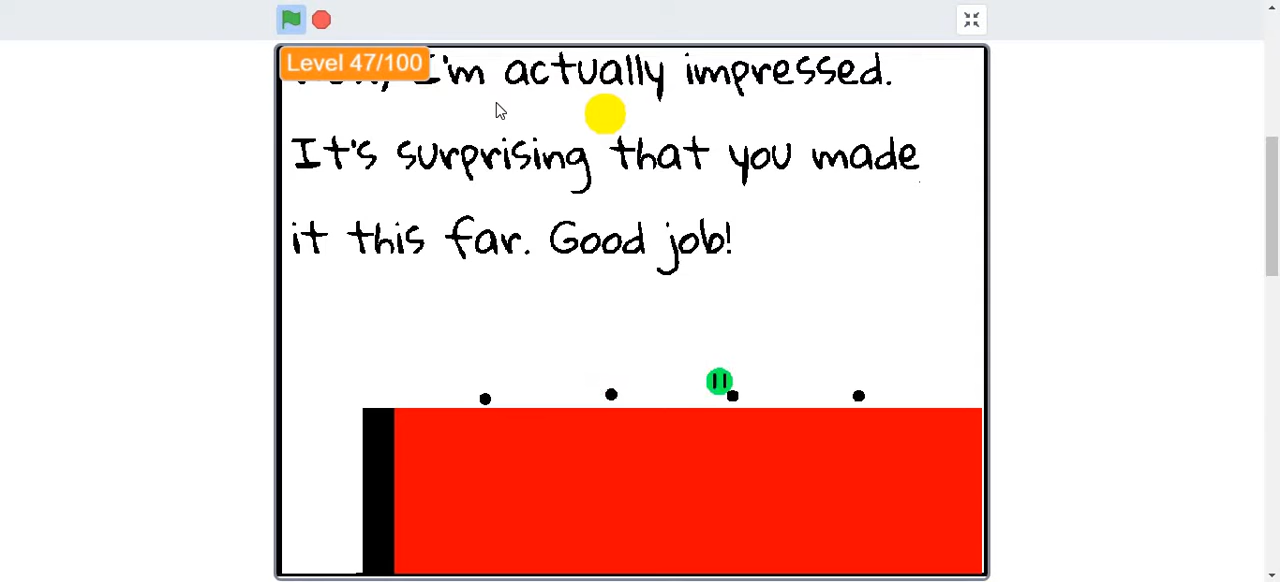 Level 47/100
I'm actually impressed.
It's surprising that you made
it this far. Good job!